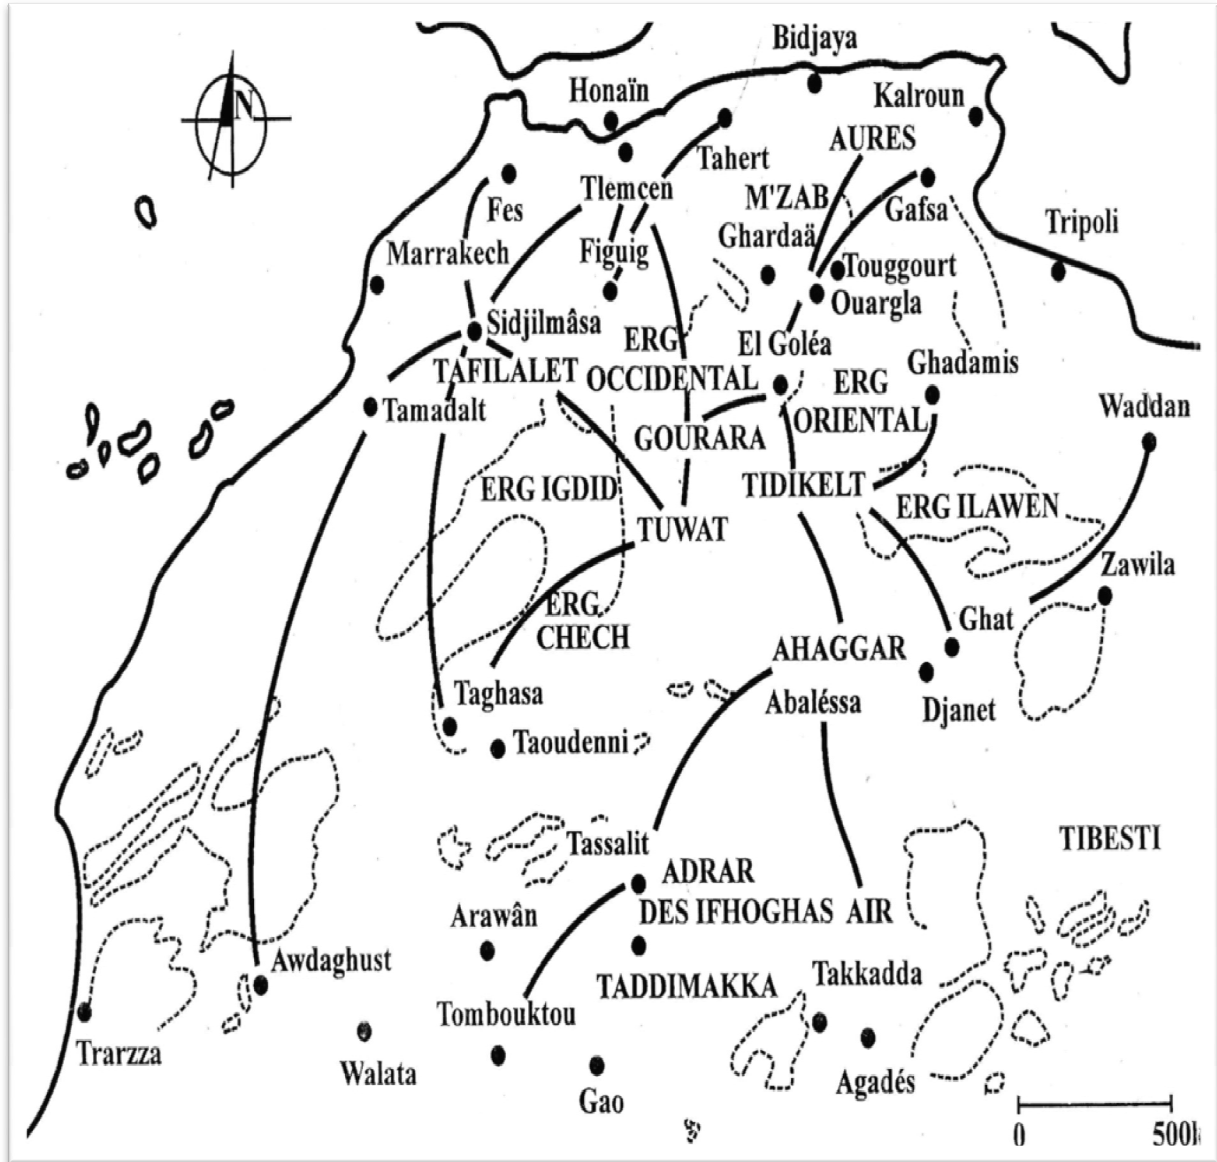 Bidjaya
Honaïn
Kalroun
N
AURES
Tahert
Tlemcen
M'ZAB
Fes
Gafsa
Ghardaä
Tripoli
Marrakech
Figuig
Touggourt
Ouargla
Sidjilmâsa
ERG
OCCIDENTAL
El Goléa
Ghadamis
TAFILALET
ERG
ORIENTAL
Tamadalt
Waddan
GOURARA
ERG IGDID
TIDIKELT
ERG ILAWEN
TUWAT
Zawila
ERG
CHECH
Ghat
AHAGGAR
Taghasa
Abaléssa
Djanet
Taoudenni
Tassalit
TIBESTI
ADRAR
DES IFHOGHAS
AIR
Arawân
Awdaghust
TADDIMAKKA
Takkadda
Tombouktou
Trarzza
Walata
Agadés
Gao
0
500k